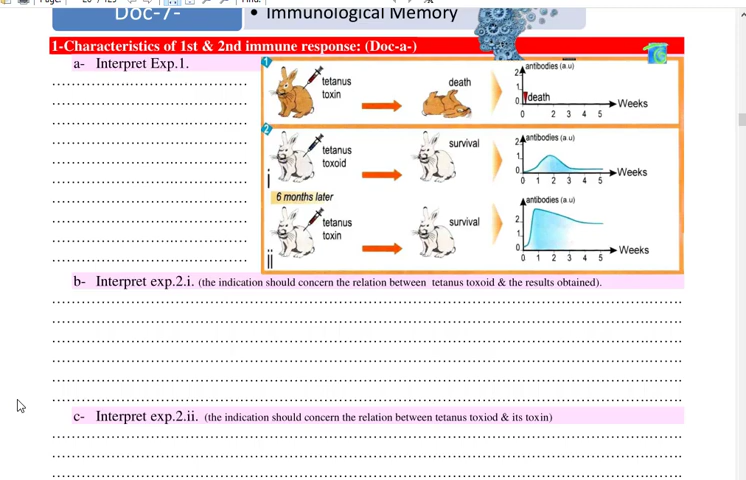 Doc-7-
• Immunological Memory
1-Characteristics of 1st & 2nd immune response: (Doc-a-)
a- Interpret Exp.1.
1
tetanus
toxin
death
antibodies (a.u)
2
1
0
death
Weeks
0 2 3 4 5
2
i
tetanus
toxoid
survival
antibodies (a.u)
2
1
0
Weeks
0 1 2 3 4 5
6 months later
ii
tetanus
toxin
survival
antibodies (a.u)
2
1
0
Weeks
0 1 2 3 4 5
b- Interpret exp.2.i. (the indication should concern the relation between tetanus toxoid & the results obtained).
c- Interpret exp.2.ii. (the indication should concern the relation between tetanus toxiod & its toxin)